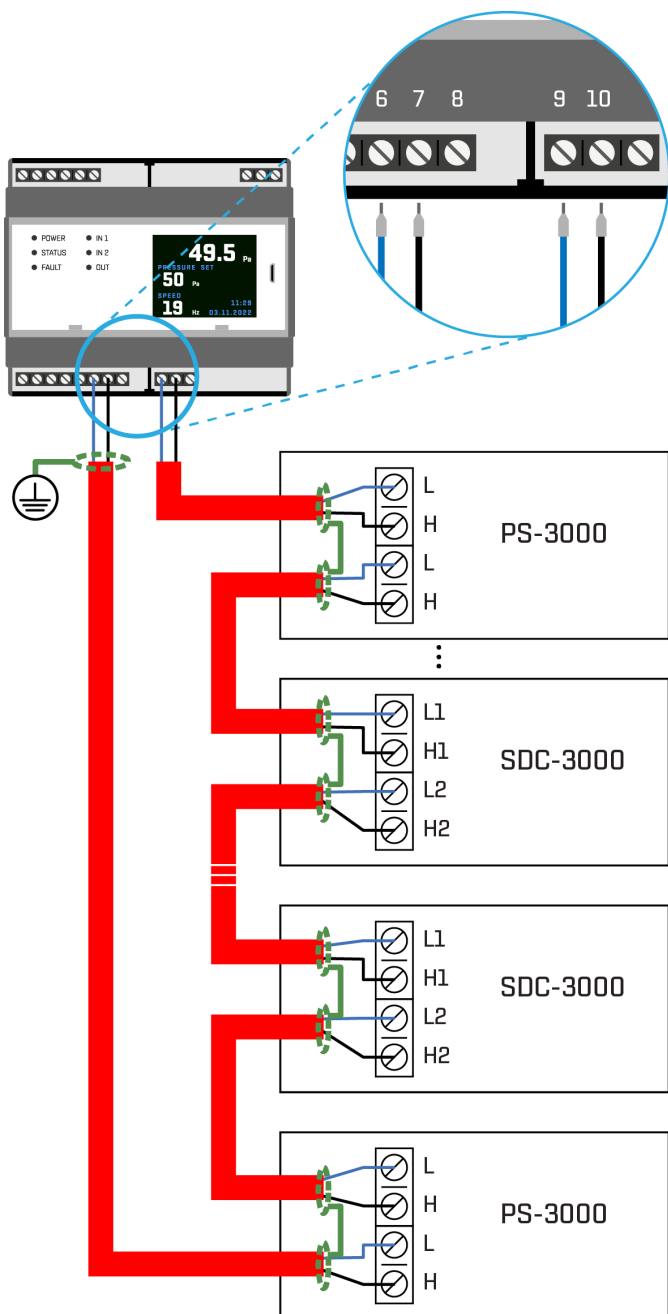 6 7 8 9 10
POWER IN 1
STATUS IN 2
FAULT OUT
49.5 Pa
PRESSURE SET
50 Pa
SPEED
19 Hz
11:29
03.11.2022
L
H
L
H
PS-3000
L1
H1
L2
H2
SDC-3000
L1
H1
L2
H2
SDC-3000
L
H
L
H
PS-3000